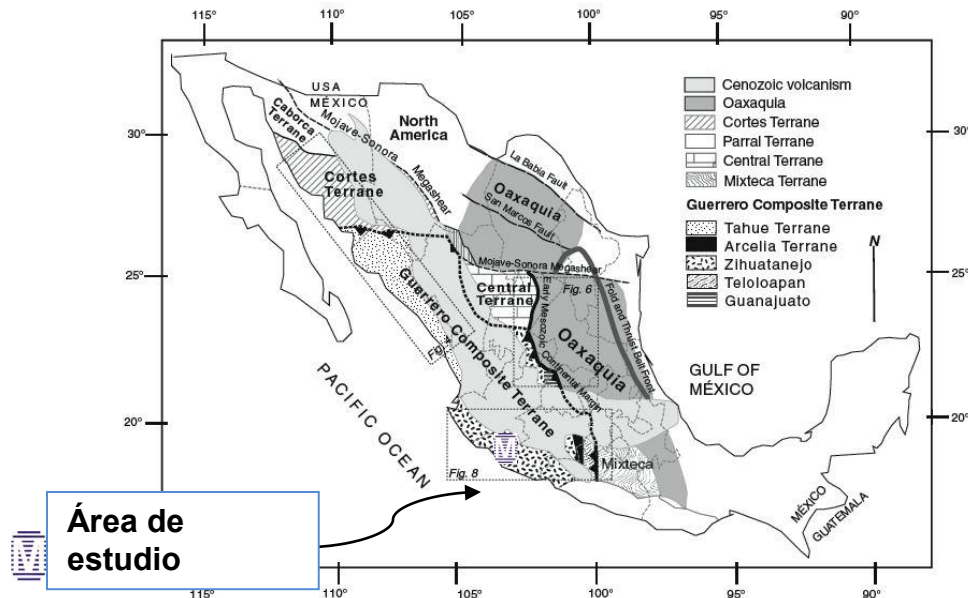 115° 110° 105° 100° 95° 90°
USA
MÉXICO
Caborca
Terrane
Mojave-Sonora
Megashear
North
America
Cortes
Terrane
La Babia Fault
Oaxaquia
San Marcos Fault
Mojave-Sonora Megashear
Central
Terrane
Early Mesozoic Continental Margin
Fig. 6
Oaxaquia
Fold and Thrust Belt Front
Guerrero Composite Terrane
GULF OF
MÉXICO
PACIFIC OCEAN
M
Fig. 8
Mixteca
MÉXICO
GUATEMALA
Cenozoic volcanism
Oaxaquia
Cortes Terrane
Parral Terrane
Central Terrane
Mixteca Terrane
Guerrero Composite Terrane
Tahue Terrane
Arcelia Terrane
Zihuatanejo
Teloloapan
Guanajuato
N
30° 30°
25° 25°
20° 20°
M
Área de
estudio
115° 110° 105° 100° 95° 90°